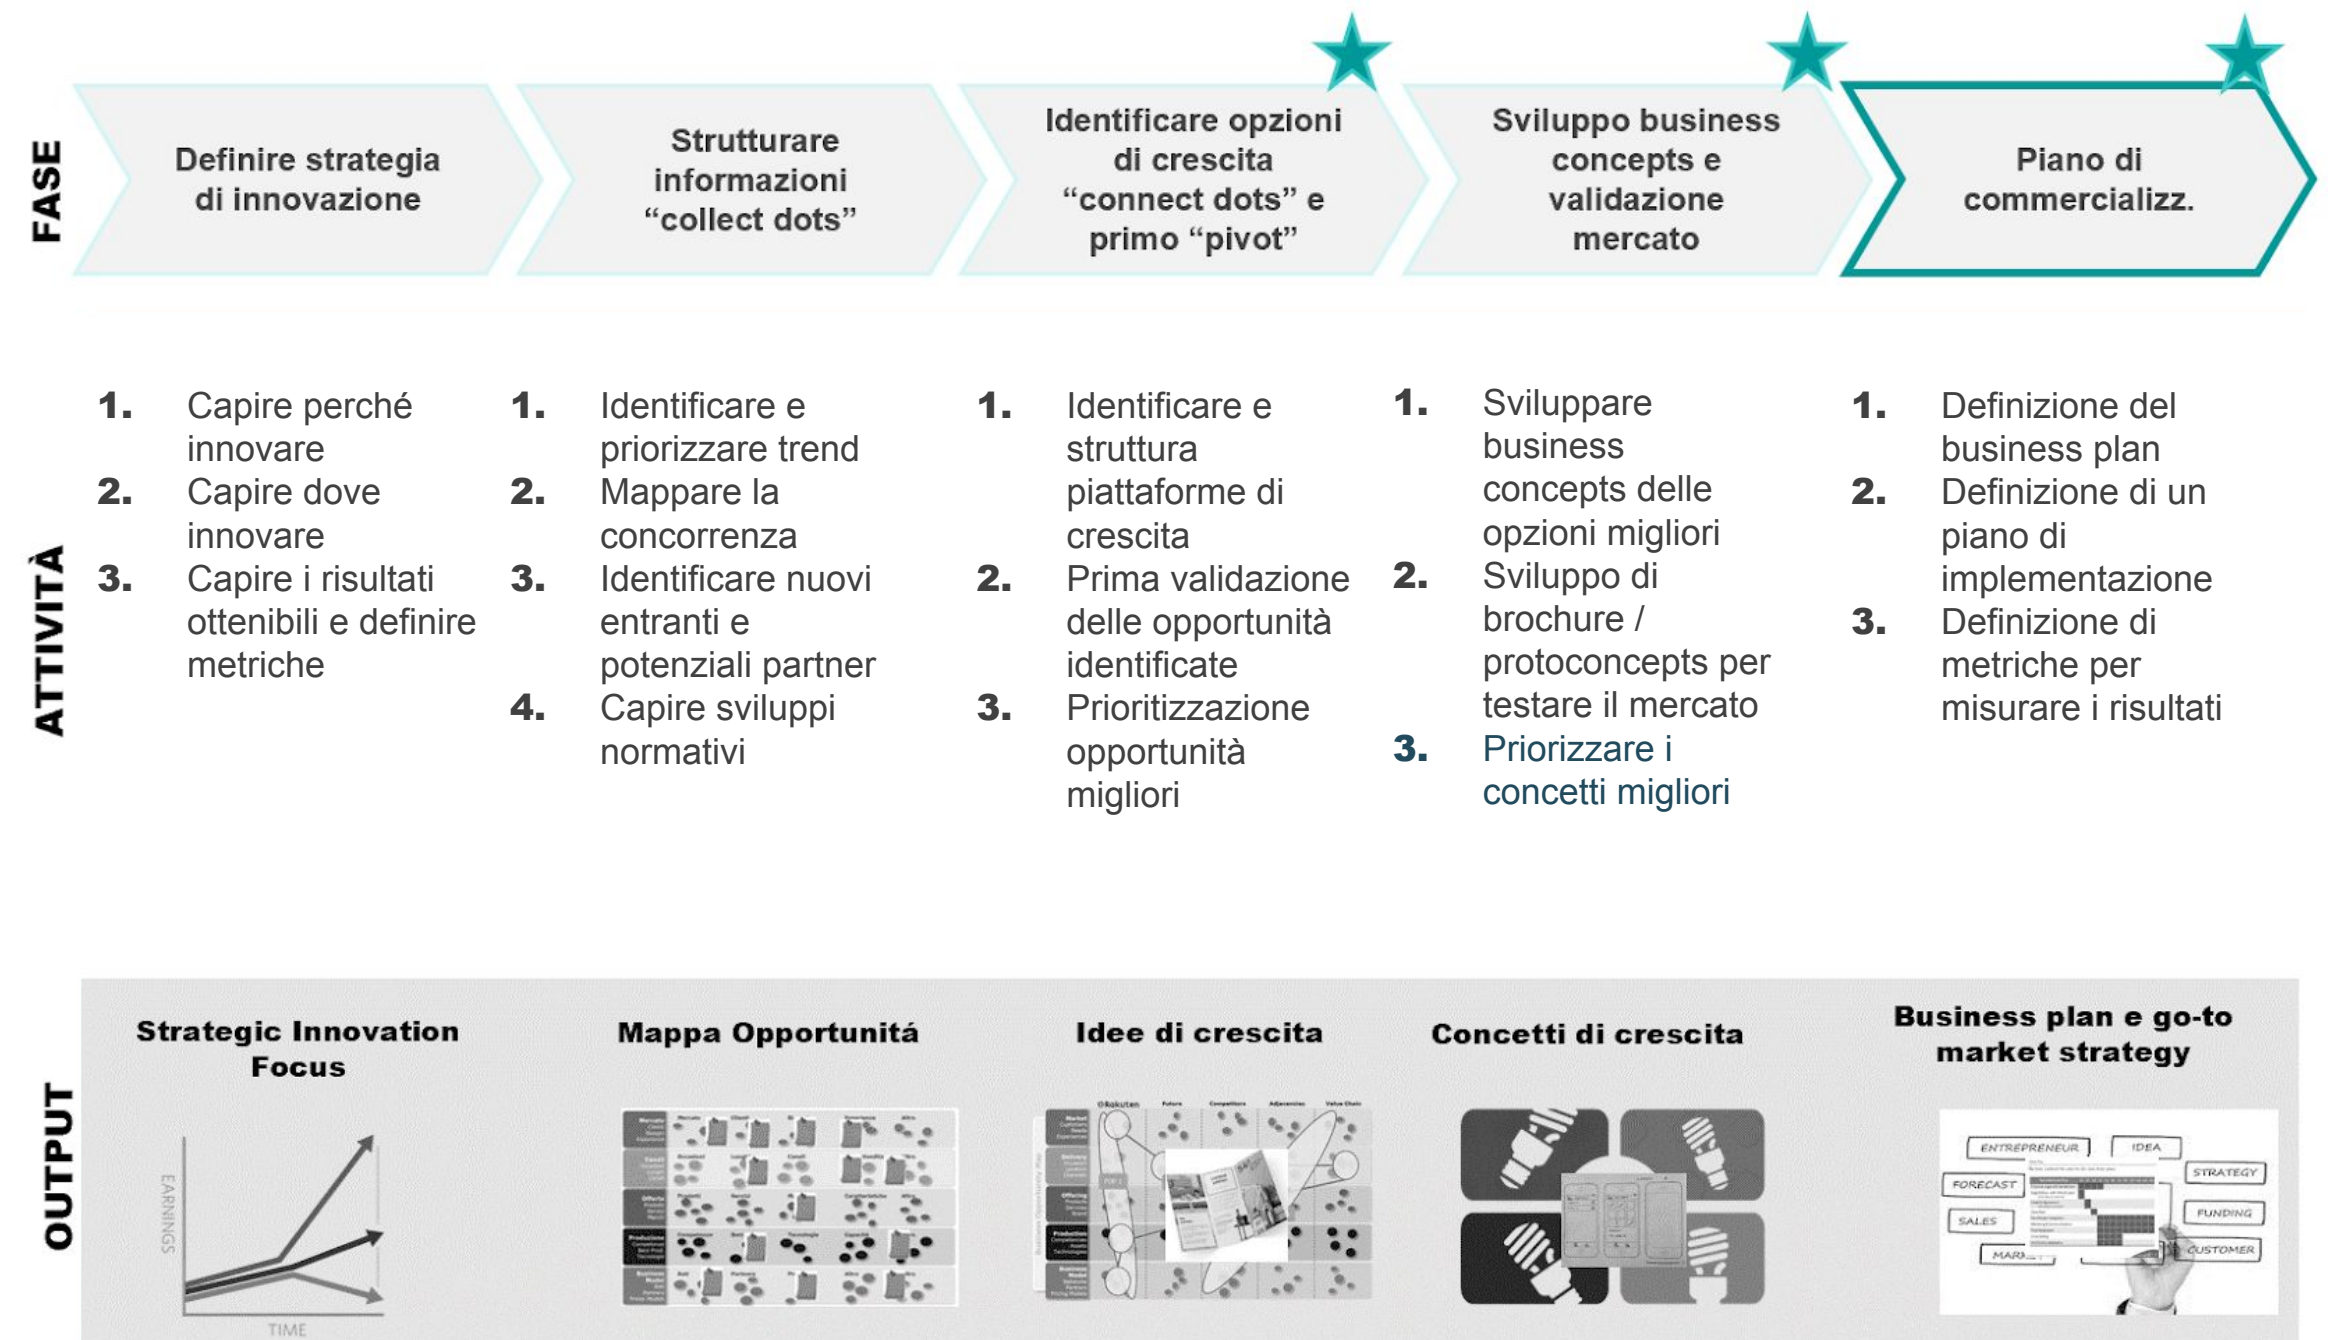 FASE
Definire strategia
di innovazione
Strutturare
informazioni
“collect dots”
Identificare opzioni
di crescita
“connect dots” e
primo “pivot”
Sviluppo business
concepts e
validazione
mercato
Piano di
commercializz.
ATTIVITÀ
1. Capire perché
innovare
2. Capire dove
innovare
3. Capire i risultati
ottenibili e definire
metriche
1. Identificare e
priorizzare trend
2. Mappare la
concorrenza
3. Identificare nuovi
entranti e
potenziali partner
4. Capire sviluppi
normativi
1. Identificare e
struttura
piattaforme di
crescita
2. Prima validazione
delle opportunità
identificate
3. Prioritizzazione
opportunità
migliori
1. Sviluppare
business
concepts delle
opzioni migliori
2. Sviluppo di
brochure /
protoconcepts per
testare il mercato
3. Priorizzare i
concetti migliori
1. Definizione del
business plan
2. Definizione di un
piano di
implementazione
3. Definizione di
metriche per
misurare i risultati
OUTPUT
Strategic Innovation
Focus
EARNINGS
TIME
Mappa Opportunitá
Idee di crescita
Rakuten Future Competitors Adjacencies Value Chain
Concetti di crescita
Business plan e go-to
market strategy
ENTREPRENEUR
IDEA
STRATEGY
FORECAST
FUNDING
SALES
CUSTOMER